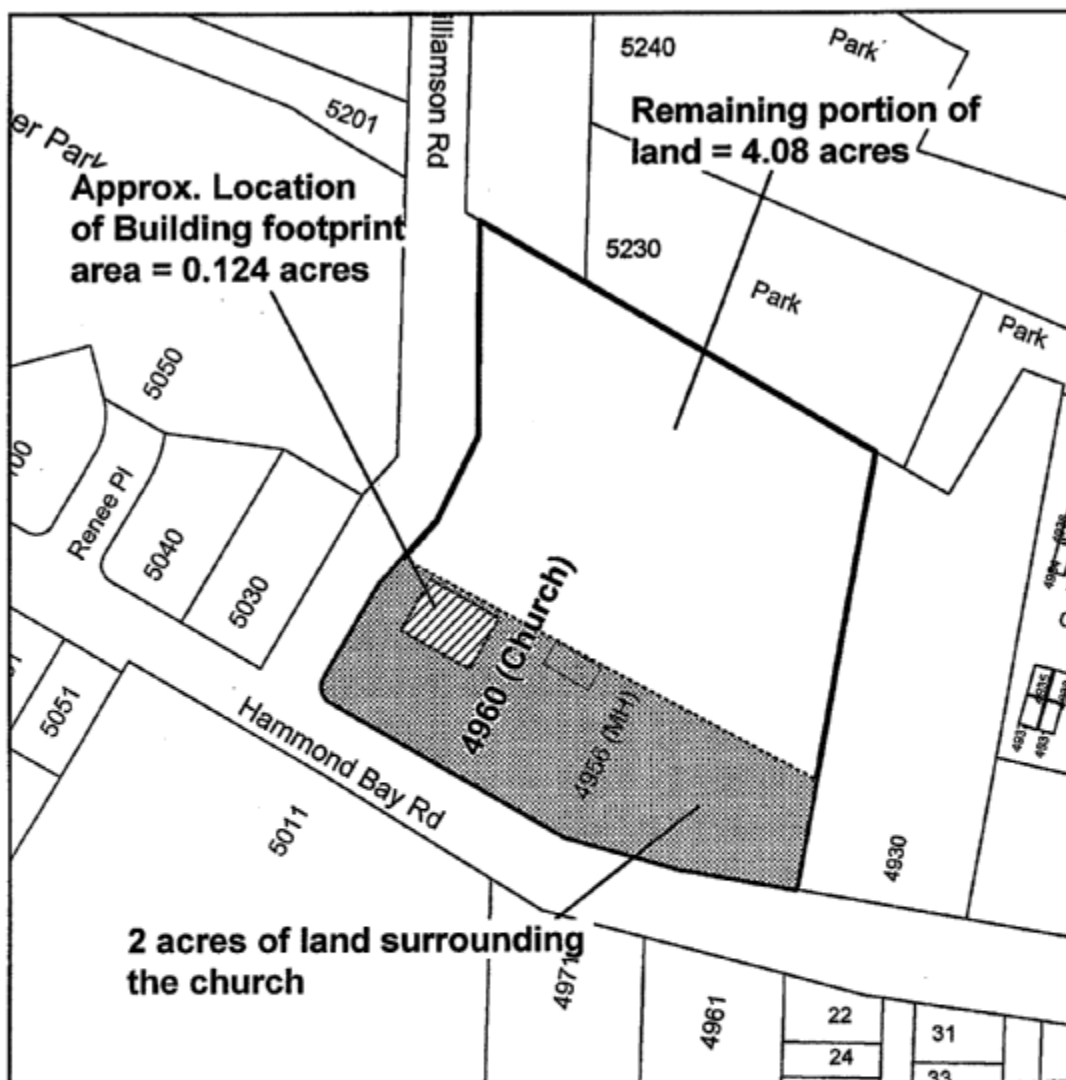 5240
Park
illiamson Rd
Remaining portion of
land = 4.08 acres
5201
er Park
Approx. Location
of Building footprint
area = 0.124 acres
5230
Park
Park
5050
Renee Pl
5040
5030
4960 (Church)
4956 (MH)
5051
Hammond Bay Rd
5011
4930
2 acres of land surrounding
the church
4971
4961
22
24
31
33